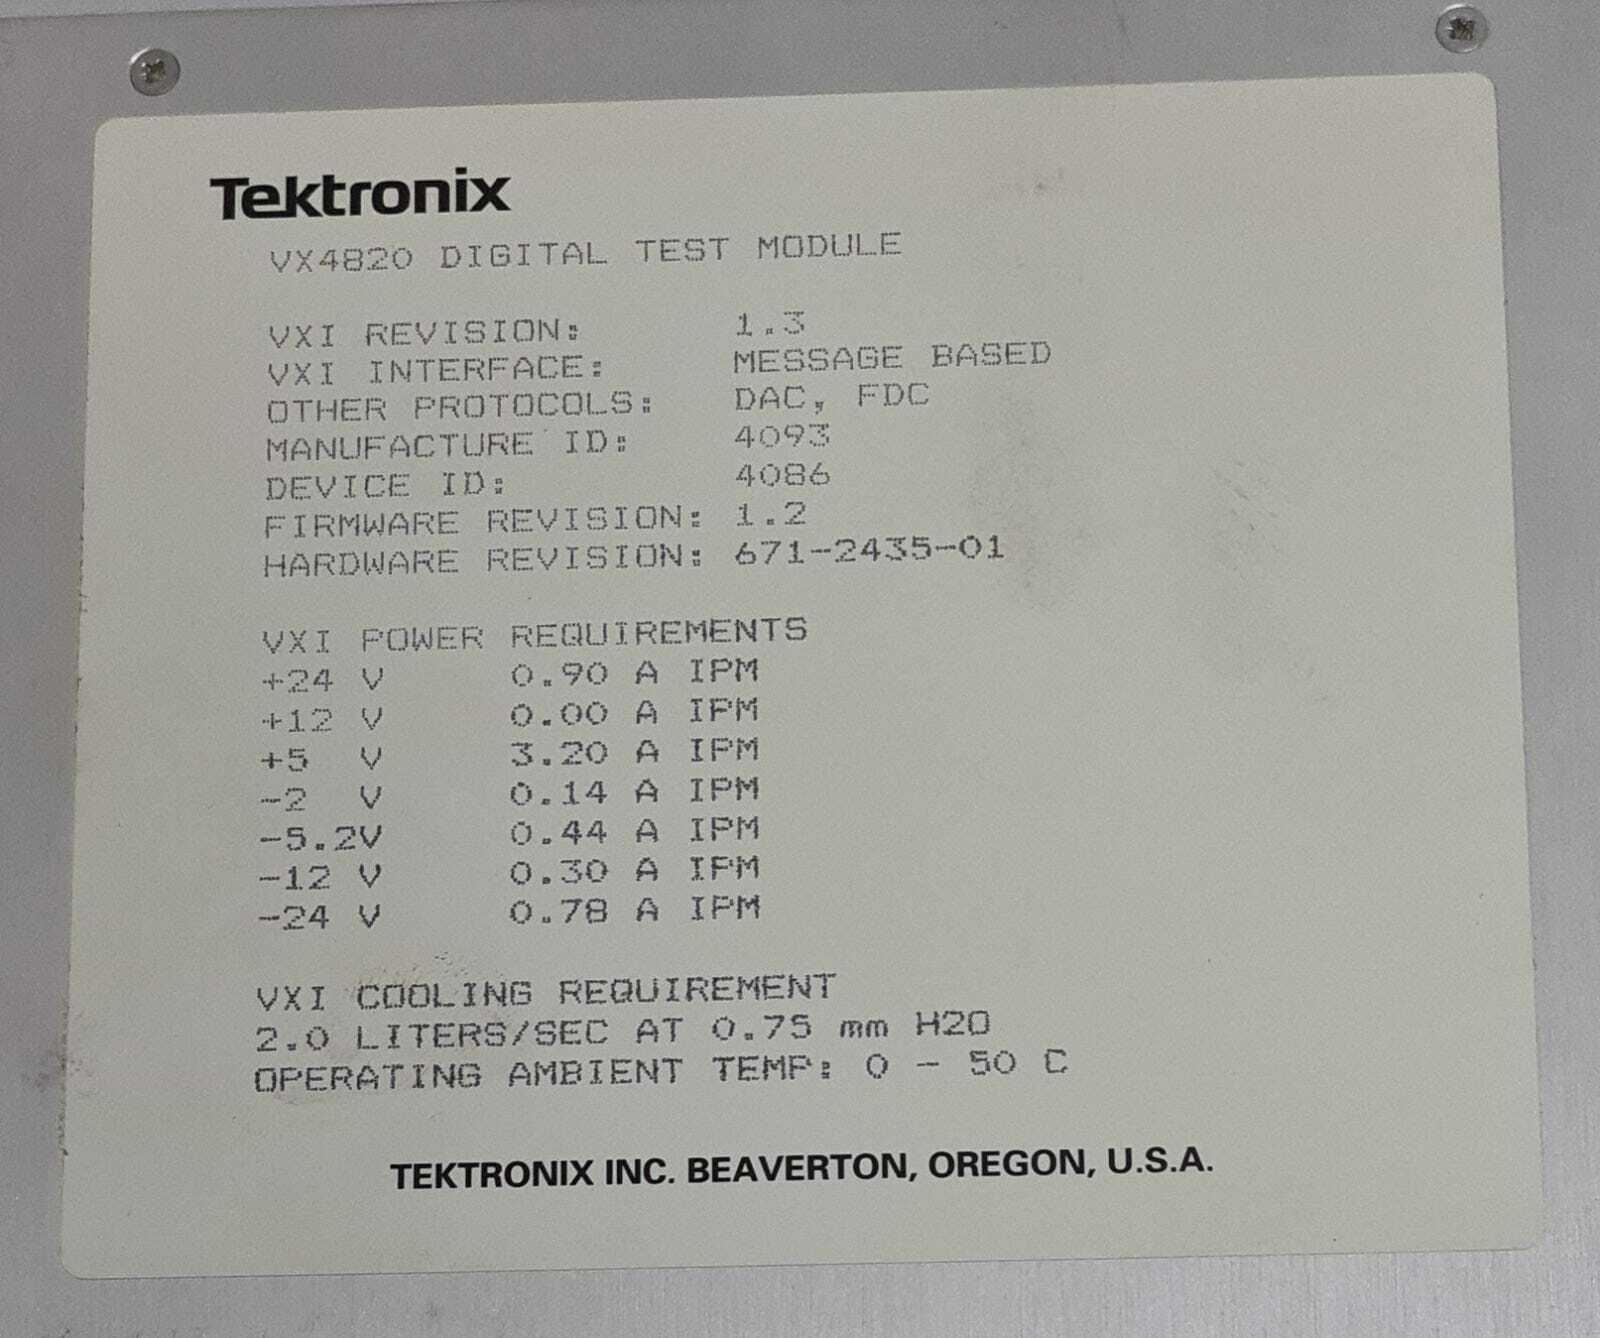 Tektronix
VX4820 DIGITAL TEST MODULE
VXI REVISION: 1.3
VXI INTERFACE: MESSAGE BASED
OTHER PROTOCOLS: DAC, FDC
MANUFACTURE ID: 4093
DEVICE ID: 4086
FIRMWARE REVISION: 1.2
HARDWARE REVISION: 671-2435-01
VXI POWER REQUIREMENTS
+24 V 0.90 A IPM
+12 V 0.00 A IPM
+5 V 3.20 A IPM
-2 V 0.14 A IPM
-5.2V 0.44 A IPM
-12 V 0.30 A IPM
-24 V 0.78 A IPM
VXI COOLING REQUIREMENT
2.0 LITERS/SEC AT 0.75 mm H2O
OPERATING AMBIENT TEMP: 0 - 50 C
TEKTRONIX INC. BEAVERTON, OREGON, U.S.A.